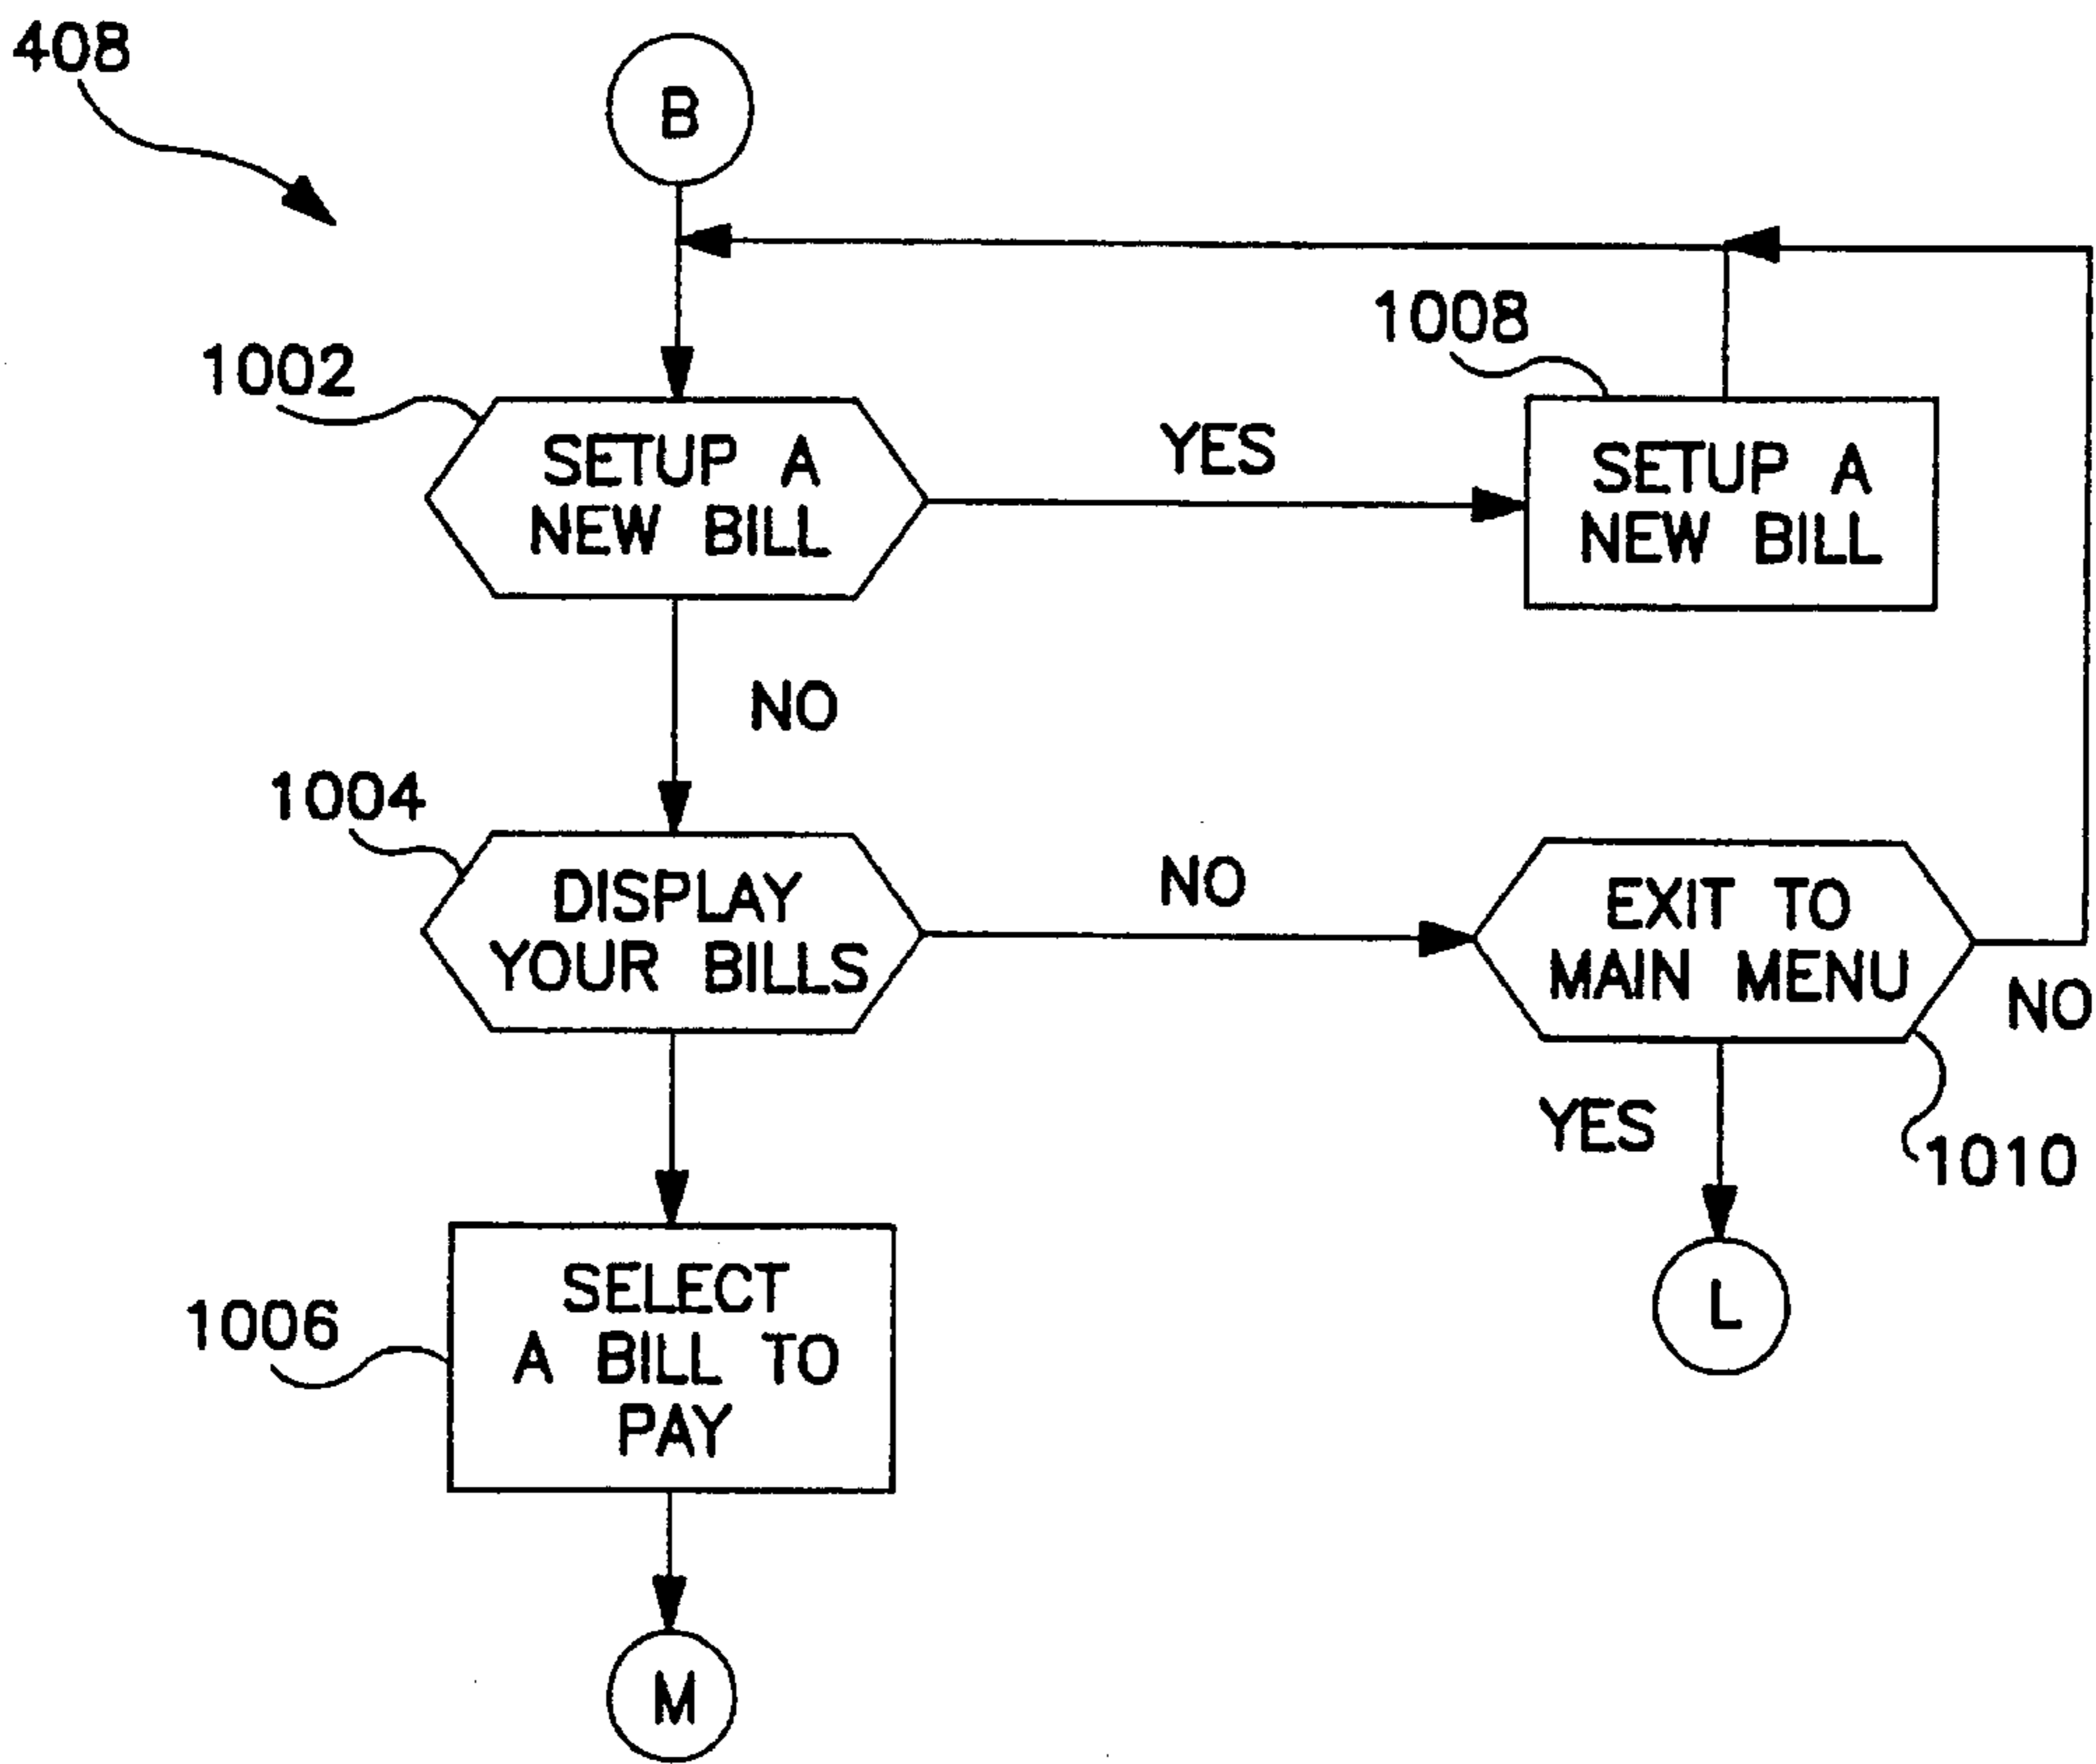 408
B
1002
SETUP A
NEW BILL
YES
1008
SETUP A
NEW BILL
NO
1004
DISPLAY
YOUR BILLS
NO
EXIT TO
MAIN MENU
NO
YES
1010
1006
SELECT
A BILL TO
PAY
L
M